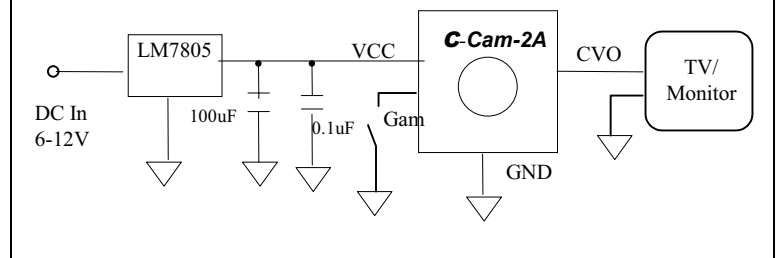 C-Cam-2A
LM7805
VCC
CVO
TV/
Monitor
DC In
6-12V
100uF
0.1uF
Gam
GND